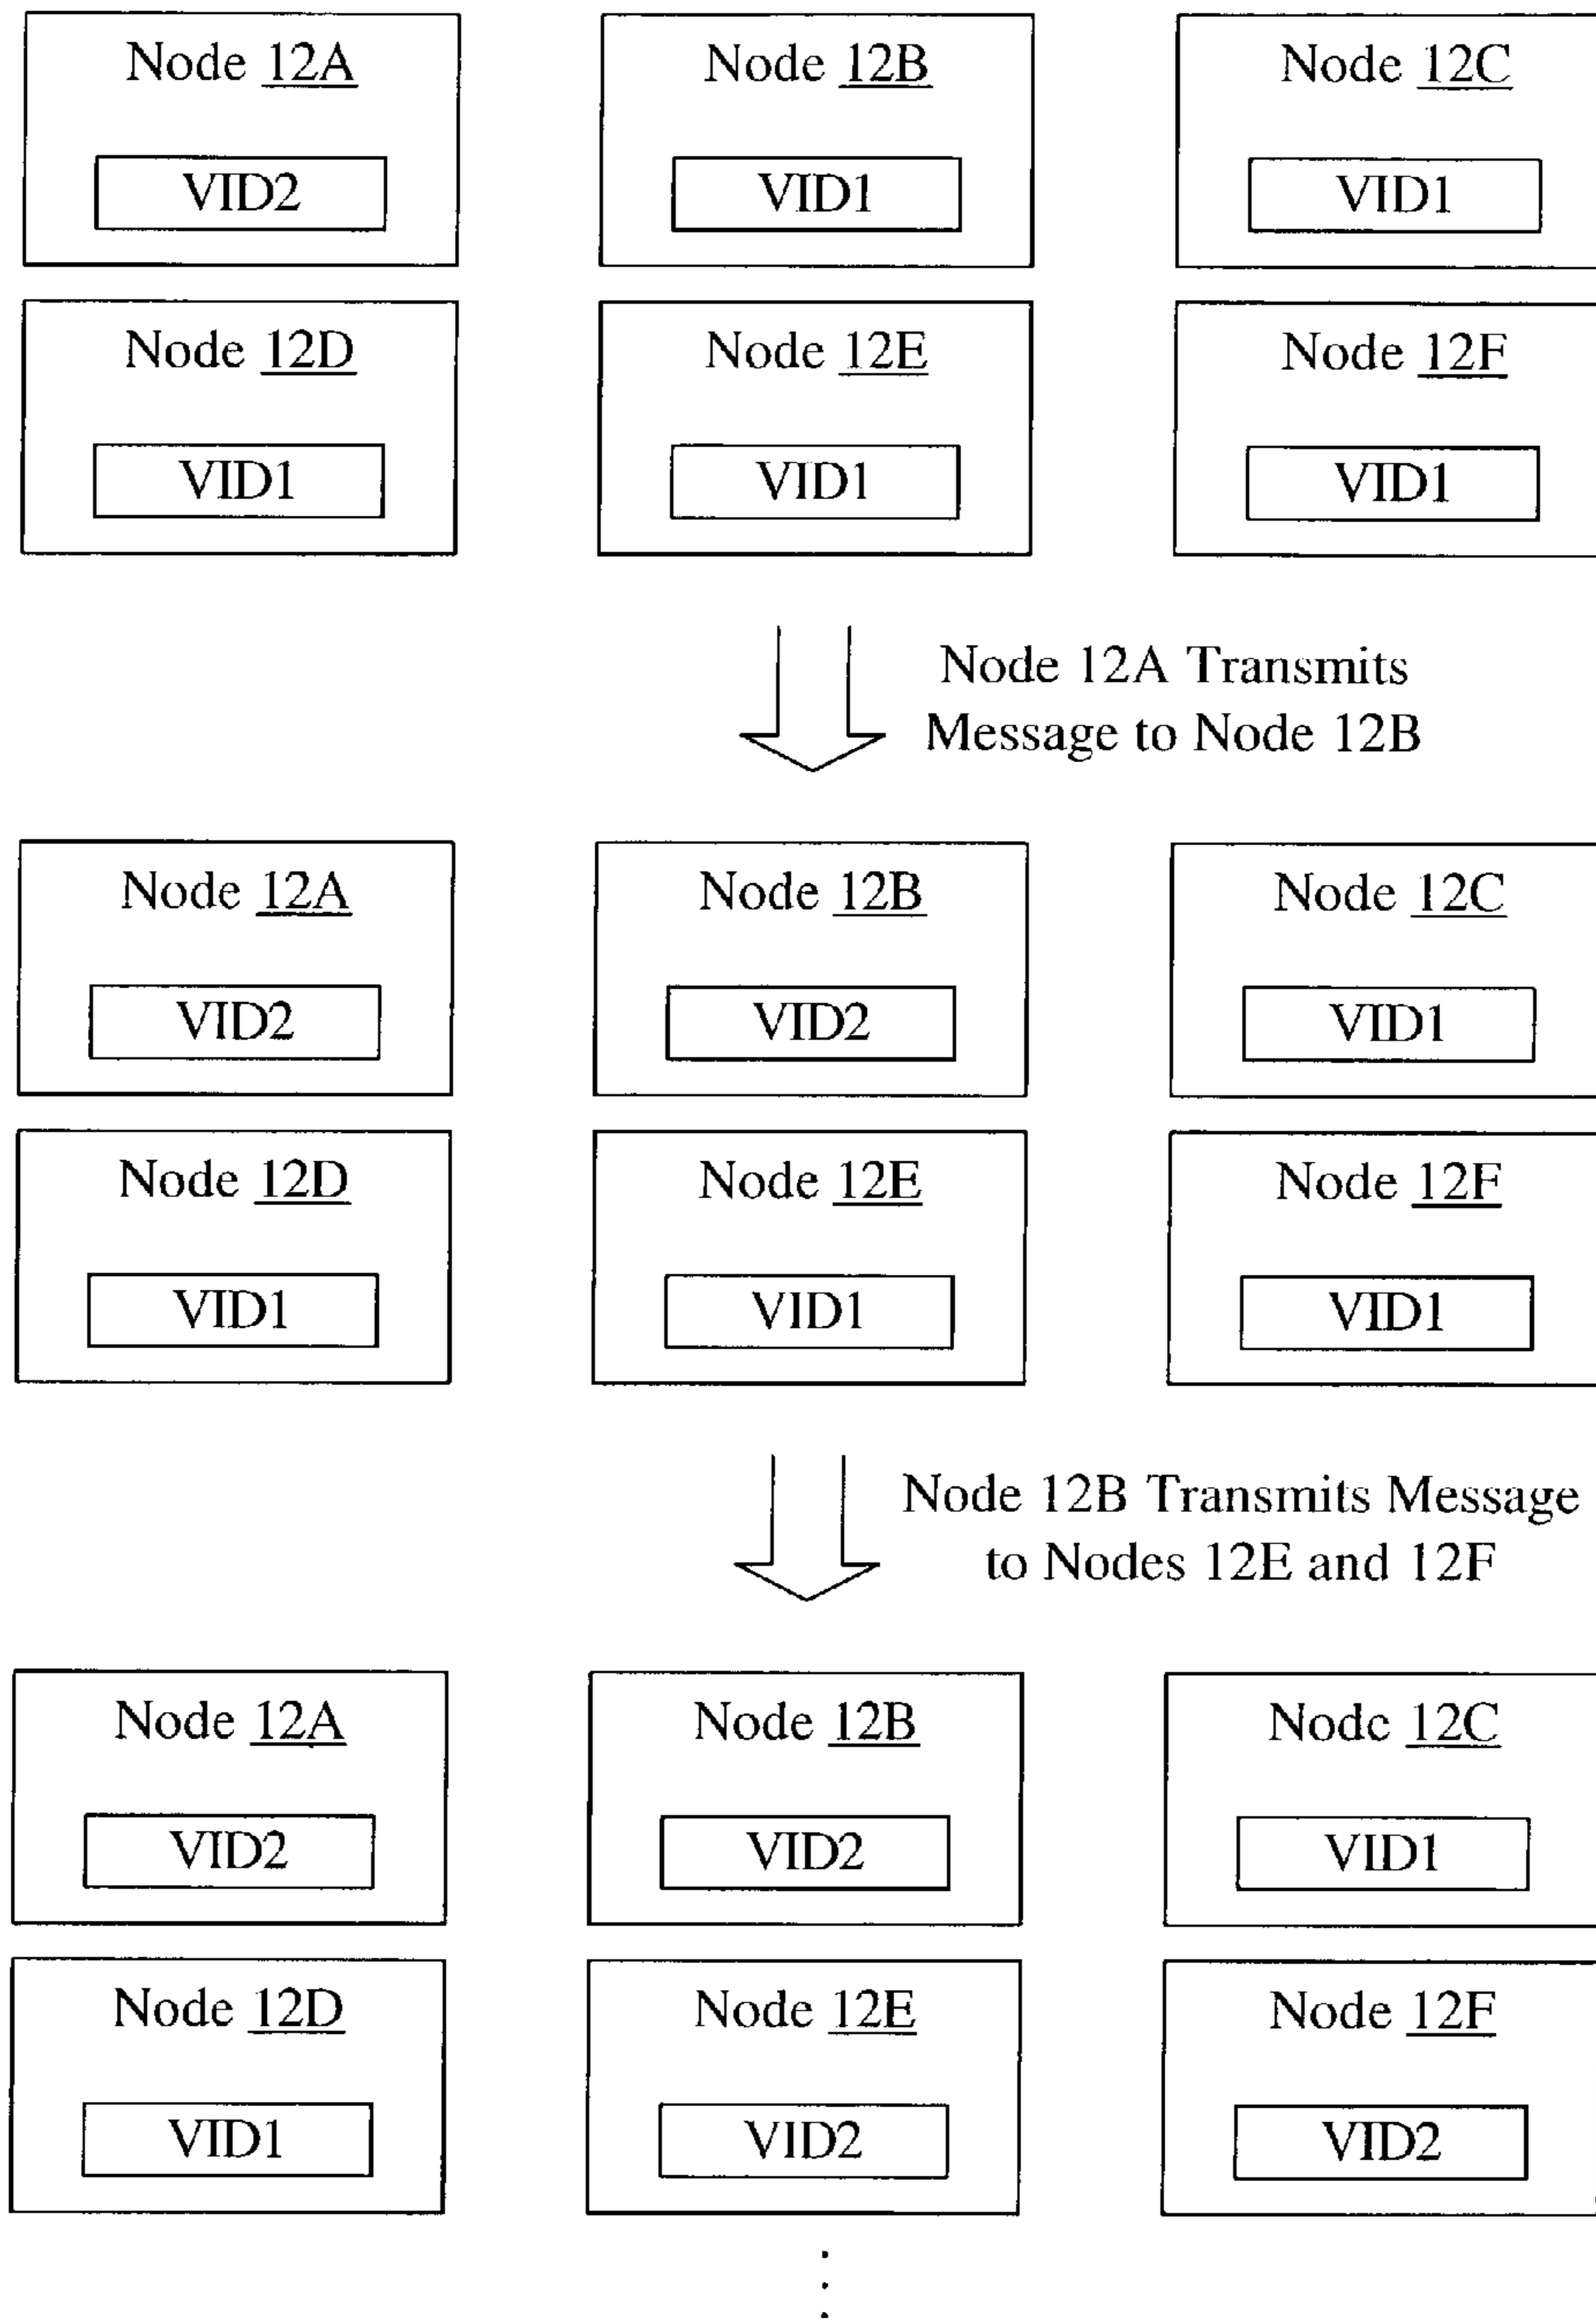 Node 12A
Node 12B
Node 12C
VID2
VID1
VID1
Node 12D
Node 12E
Node 12F
VID1
VID1
VID1
Node 12A Transmits
Message to Node 12B
Node 12A
Node 12B
Node 12C
VID2
VID2
VID1
Node 12D
Node 12E
Node 12F
VID1
VID1
VID1
Node 12B Transmits Message
to Nodes 12E and 12F
Node 12A
Node 12B
Node 12C
VID2
VID2
VID1
Node 12D
Node 12E
Node 12F
VID1
VID2
VID2